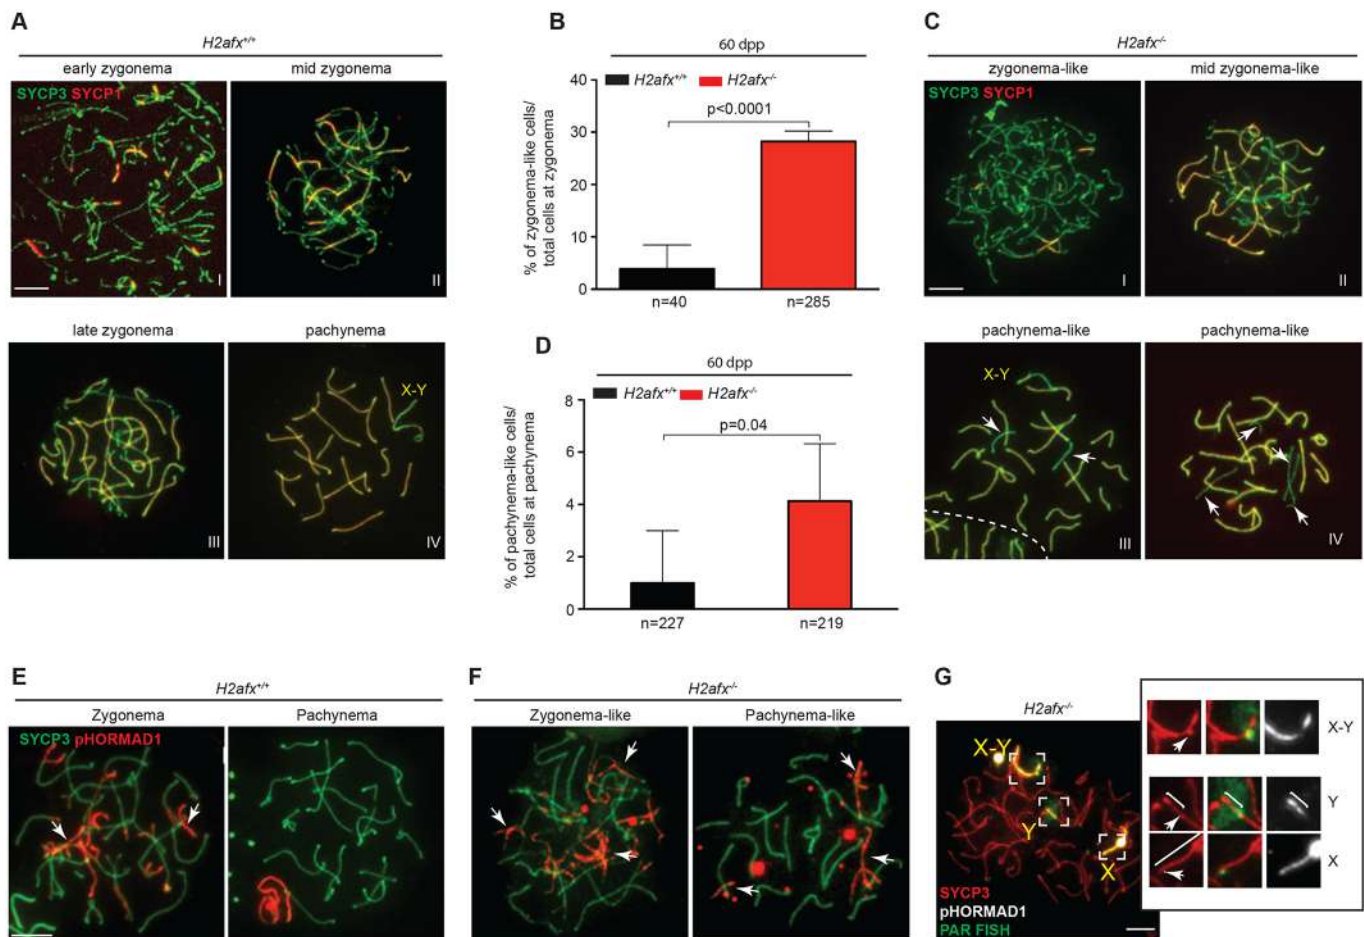 A
H2afx+/+
early zygonema
mid zygonema
SYCP3 SYCP1
I
II
late zygonema
pachynema
X-Y
III
IV
B
60 dpp
H2afx+/+
H2afx-/-
p<0.0001
% of zygonema-like cells/
total cells at zygonema
40
30
20
10
0
n=40
n=285
D
60 dpp
H2afx+/+
H2afx-/-
p=0.04
% of pachynema-like cells/
total cells at pachynema
8
6
4
2
0
n=227
n=219
C
H2afx-/-
zygonema-like
mid zygonema-like
SYCP3 SYCP1
I
II
pachynema-like
pachynema-like
X-Y
III
IV
E
H2afx+/+
Zygonema
Pachynema
SYCP3 pHORMAD1
F
H2afx-/-
Zygonema-like
Pachynema-like
G
H2afx-/-
X-Y
Y
X
SYCP3
pHORMAD1
PAR FISH
X-Y
Y
X